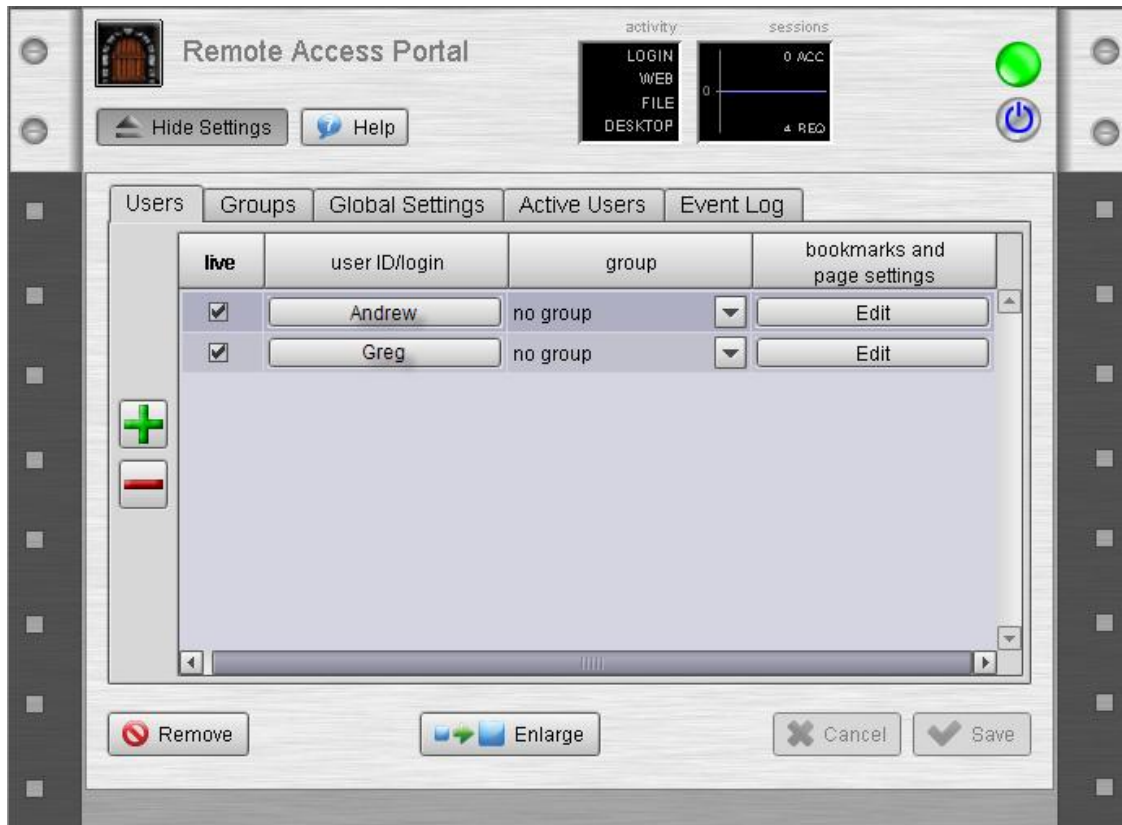 Remote Access Portal
activity
sessions
LOGIN
WEB
FILE
DESKTOP
0 ACC
0
4 REQ
Hide Settings
Help
Users
Groups
Global Settings
Active Users
Event Log
live
user ID/login
group
bookmarks and
page settings
Andrew
no group
Edit
Greg
no group
Edit
Remove
Enlarge
Cancel
Save